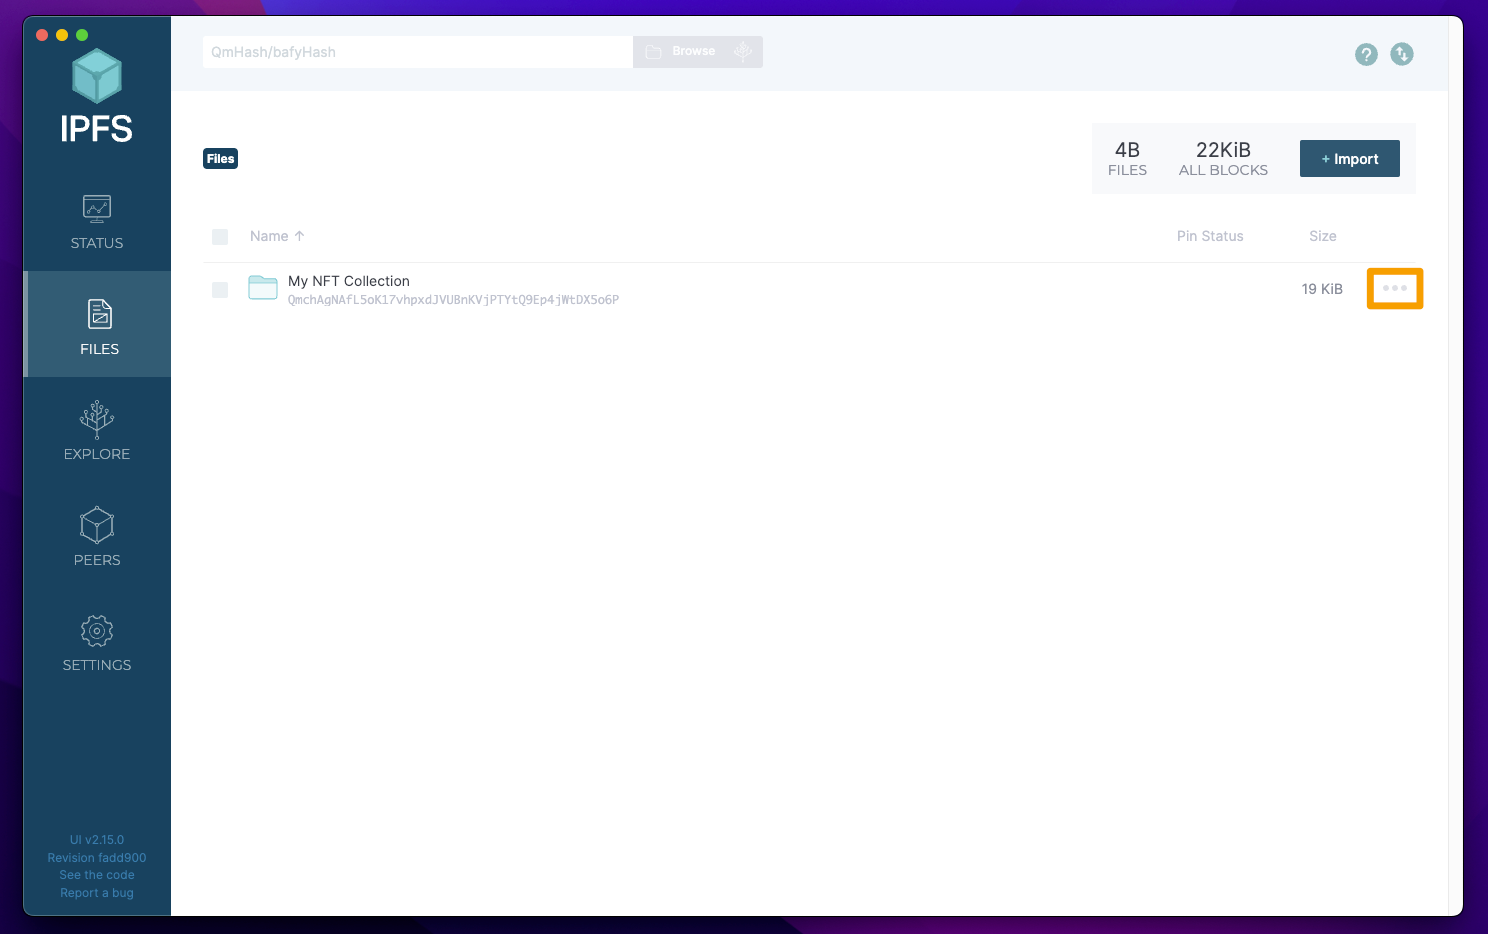 IPFS
STATUS
FILES
EXPLORE
PEERS
SETTINGS
UI v2.15.0
Revision fadd900
See the code
Report a bug
QmHash/bafyHash
Browse
?
Files
4B
FILES
22KiB
ALL BLOCKS
+ Import
Name ↑
Pin Status
Size
My NFT Collection
QmchAgNAfL5oK17vhpxdJVUBnKVjPTYtQ9Ep4jWtDX5o6P
19 KiB